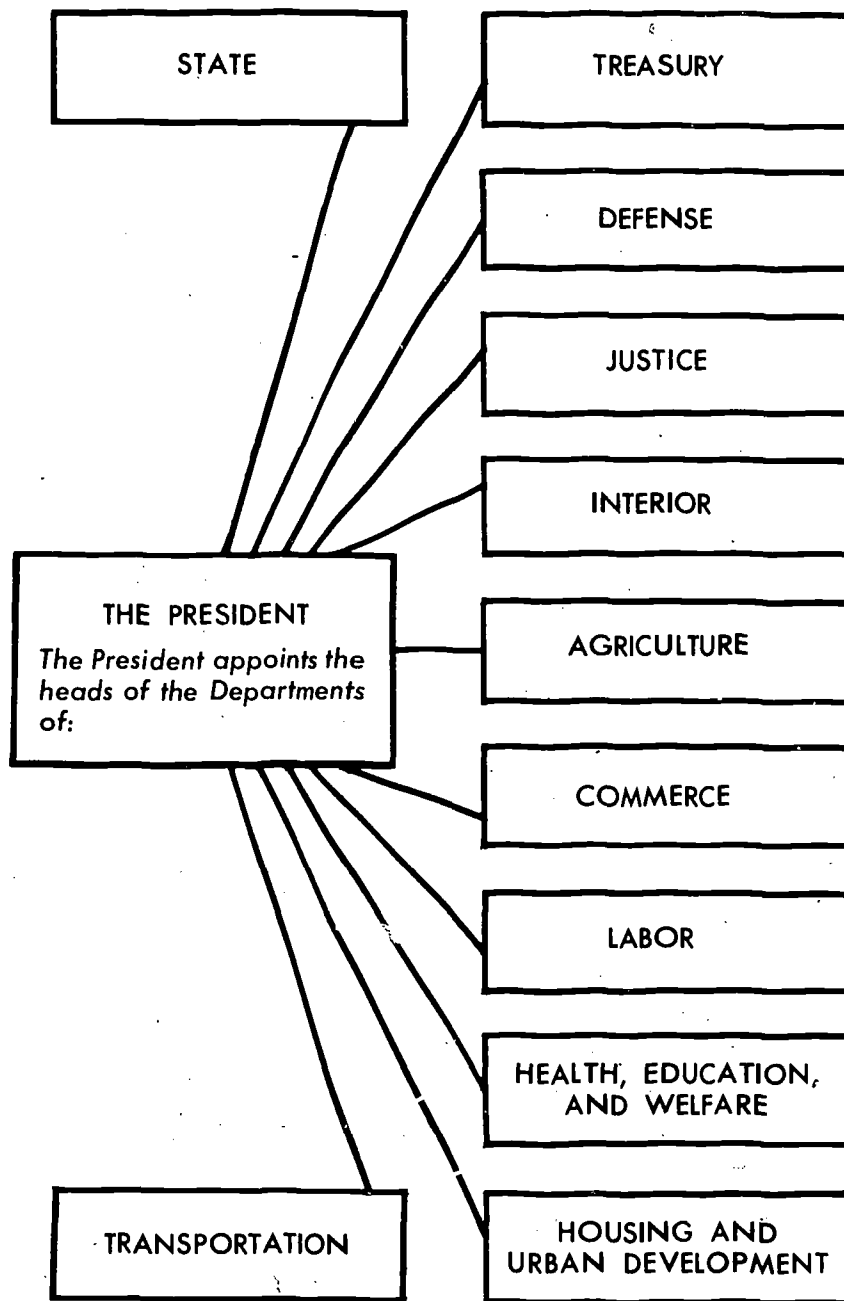 STATE
TREASURY
DEFENSE
JUSTICE
INTERIOR
THE PRESIDENT
The President appoints the
heads of the Departments
of:
AGRICULTURE
COMMERCE
LABOR
HEALTH, EDUCATION,
AND WELFARE
TRANSPORTATION
HOUSING AND
URBAN DEVELOPMENT